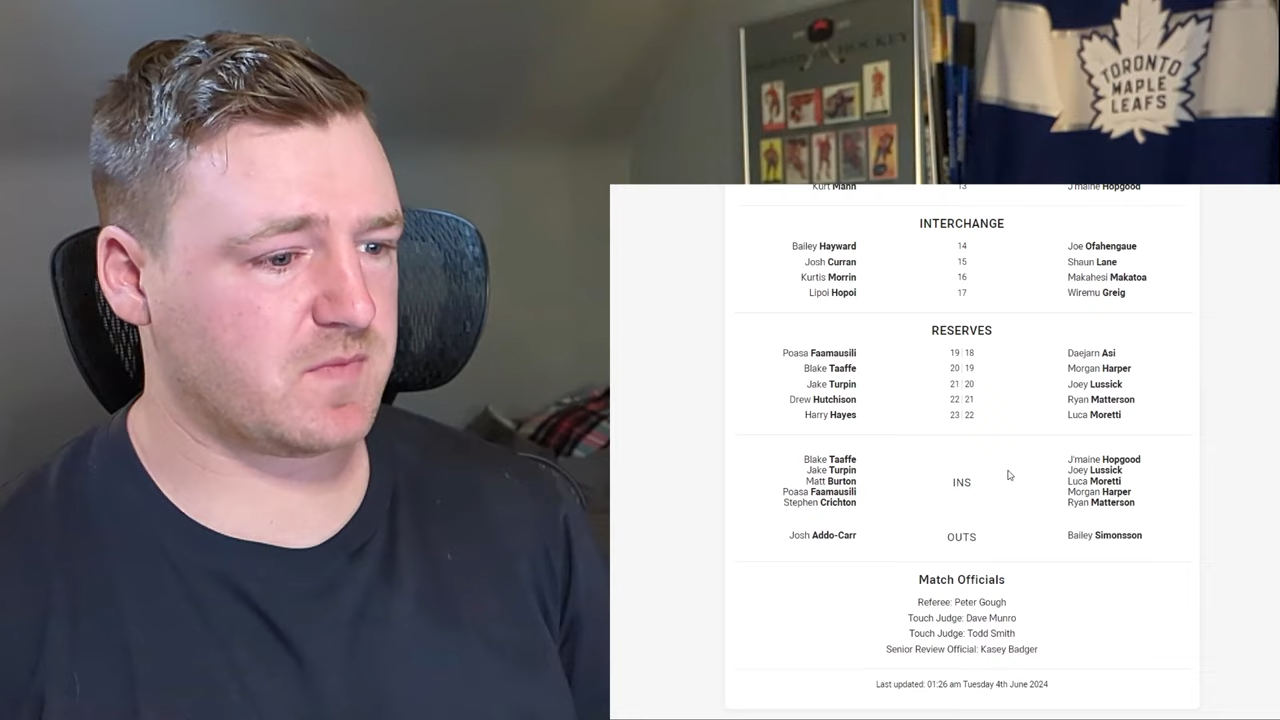 TORONTO
MAPLE
LEAFS
Kurt Mann 13 J'maine Hopgood
INTERCHANGE
Bailey Hayward 14 Joe Ofahengaue
Josh Curran 15 Shaun Lane
Kurtis Morrin 16 Makahesi Makatoa
Lipoi Hopoi 17 Wiremu Greig
RESERVES
Poasa Faamausili 19 18 Daejarn Asi
Blake Taaffe 20 19 Morgan Harper
Jake Turpin 21 20 Joey Lussick
Drew Hutchison 22 21 Ryan Matterson
Harry Hayes 23 22 Luca Moretti
Blake Taaffe J'maine Hopgood
Jake Turpin Joey Lussick
Matt Burton INS Luca Moretti
Poasa Faamausili Morgan Harper
Stephen Crichton Ryan Matterson
Josh Addo-Carr OUTS Bailey Simonsson
Match Officials
Referee: Peter Gough
Touch Judge: Dave Munro
Touch Judge: Todd Smith
Senior Review Official: Kasey Badger
Last updated: 01:26 am Tuesday 4th June 2024